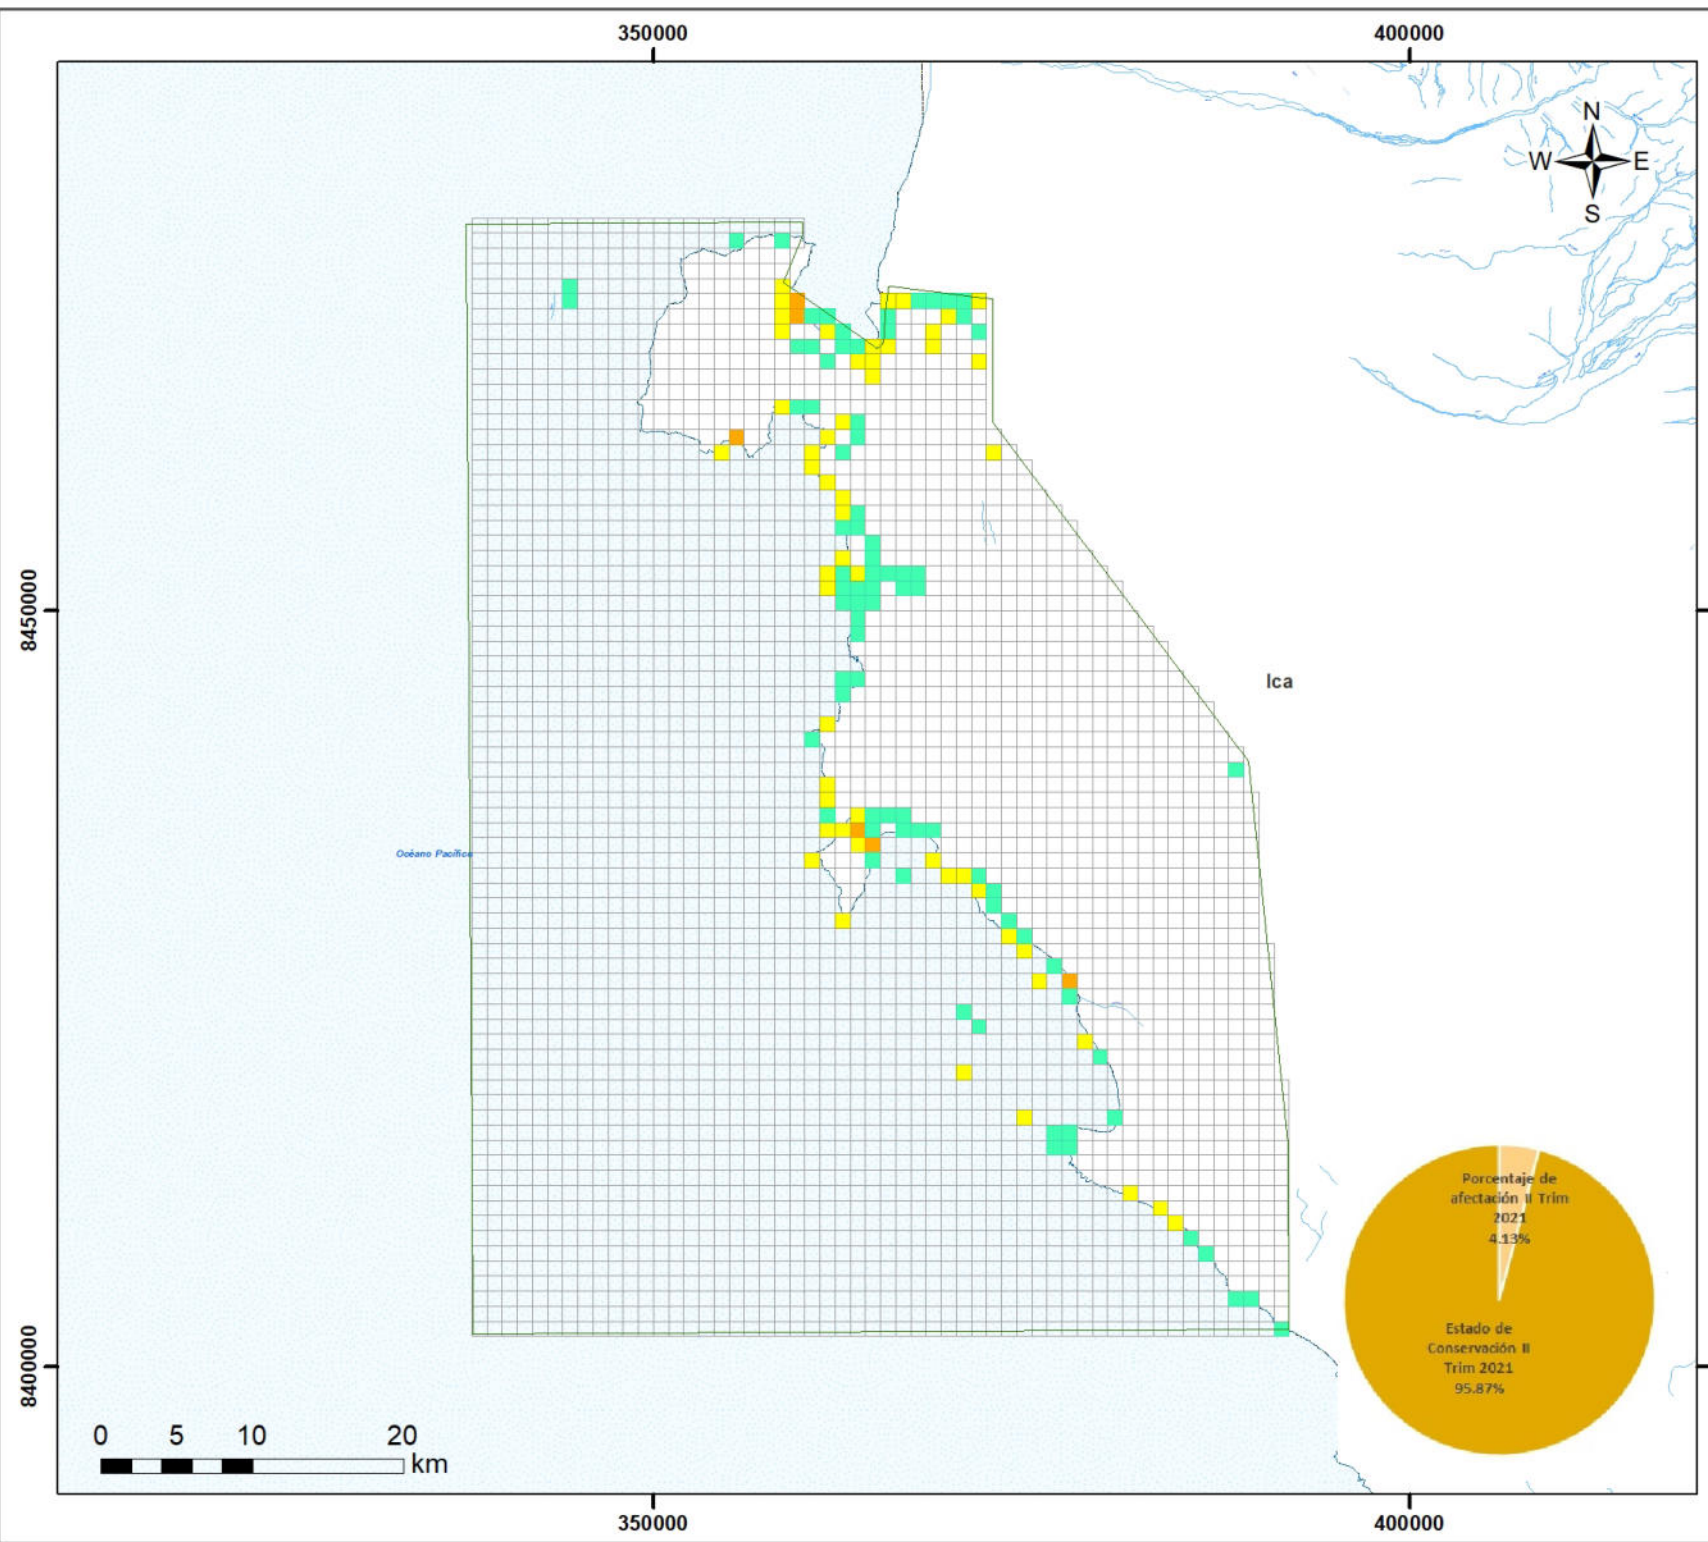 350000
400000
N
W
E
S
8450000
Ica
Océano Pacífico
Porcentaje de
afectación II Trim
2021
4.13%
Estado de
Conservación II
Trim 2021
95.87%
8400000
0 5 10 20
km
350000
400000